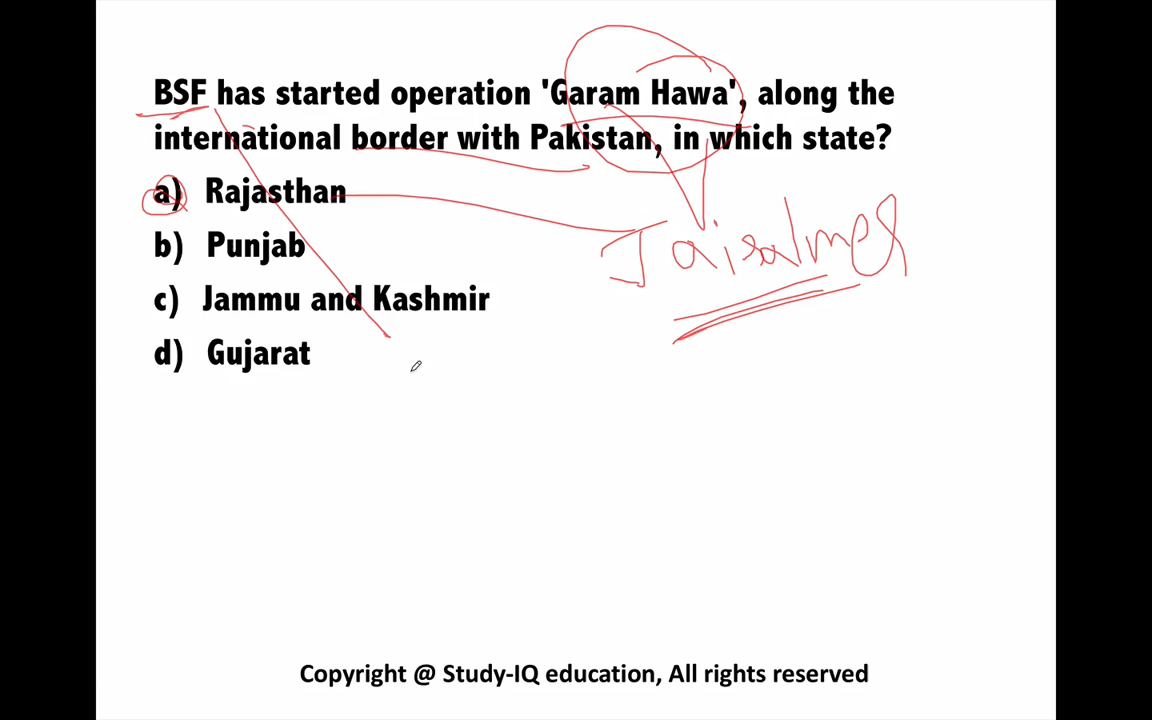 BSF has started operation 'Garam Hawa', along the
international border with Pakistan, in which state?
a) Rajasthan
b) Punjab
c) Jammu and Kashmir
d) Gujarat
Jaisalmer
Copyright @ Study-IQ education, All rights reserved